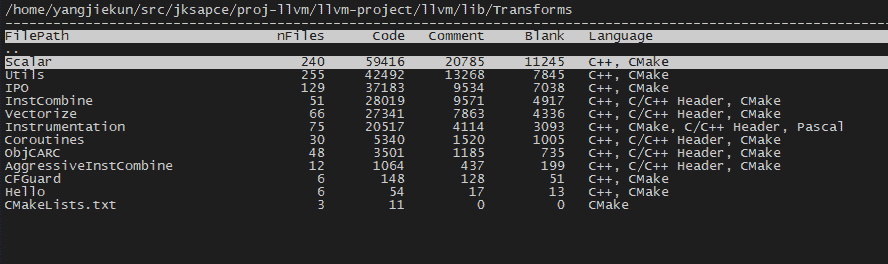 /home/yangjiekun/src/jksapce/proj-llvm/llvm-project/llvm/lib/Transforms
--------------------------------------------------------------------------------------------------------------------------
FilePath nFiles Code Comment Blank Language
..
Scalar 240 59416 20785 11245 C++, CMake
Utils 255 42492 13268 7845 C++, CMake
IPO 129 37183 9534 7038 C++, CMake
InstCombine 51 28019 9571 4917 C++, C/C++ Header, CMake
Vectorize 66 27341 7863 4336 C++, C/C++ Header, CMake
Instrumentation 75 20517 4114 3093 C++, CMake, C/C++ Header, Pascal
Coroutines 30 5340 1520 1005 C++, C/C++ Header, CMake
ObjCARC 48 3501 1185 735 C++, C/C++ Header, CMake
AggressiveInstCombine 12 1064 437 199 C++, C/C++ Header, CMake
CFGuard 6 148 128 51 C++, CMake
Hello 6 54 17 13 C++, CMake
CMakeLists.txt 3 11 0 0 CMake